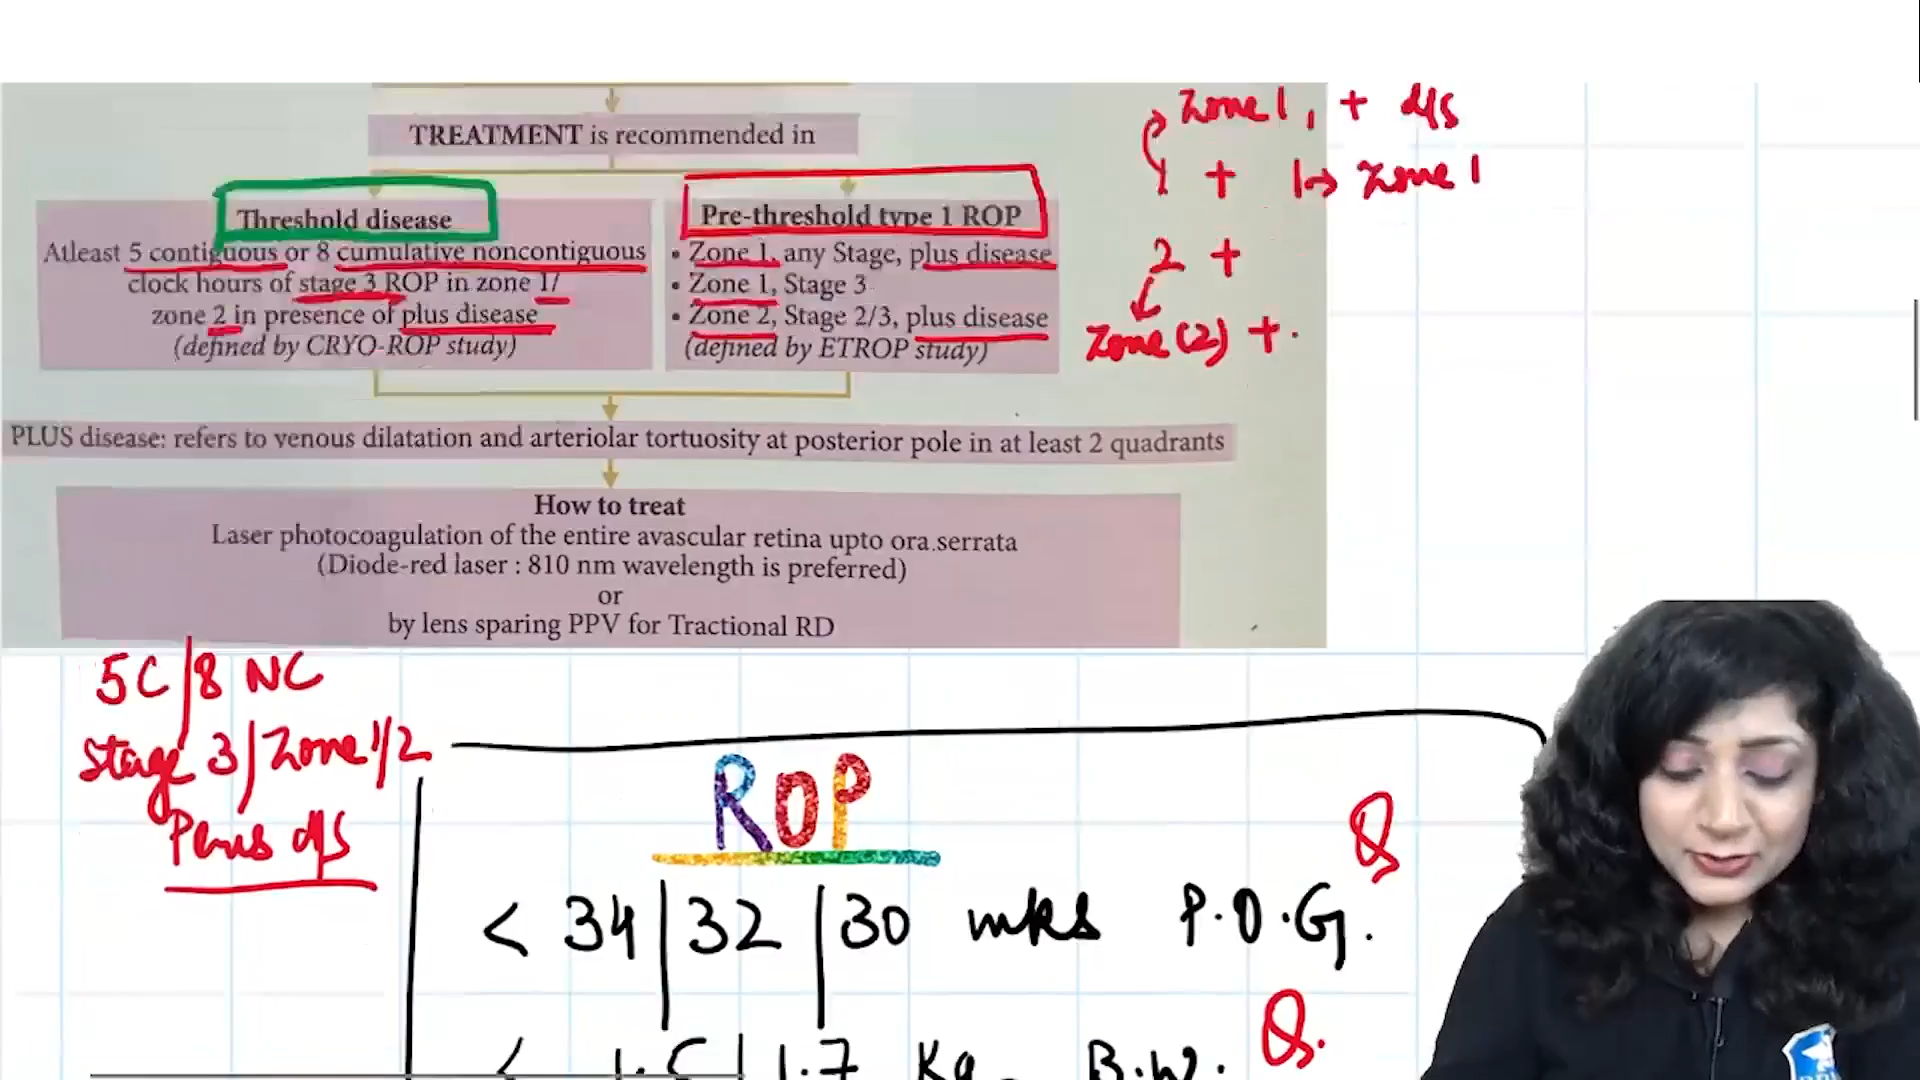 TREATMENT is recommended in
Threshold disease
Atleast 5 contiguous or 8 cumulative noncontiguous
clock hours of stage 3 ROP in zone 1/
zone 2 in presence of plus disease
(defined by CRYO-ROP study)
Pre-threshold type 1 ROP
• Zone 1, any Stage, plus disease
• Zone 1, Stage 3
• Zone 2, Stage 2/3, plus disease
(defined by ETROP study)
Zone 1, + d/s
1 + 1→ Zone 1
2 +
Zone (2) +.
PLUS disease: refers to venous dilatation and arteriolar tortuosity at posterior pole in at least 2 quadrants
How to treat
Laser photocoagulation of the entire avascular retina upto ora.serrata
(Diode-red laser : 810 nm wavelength is preferred)
or
by lens sparing PPV for Tractional RD
5C/8 NC
Stage 3/Zone 1/2
Plus d/s
ROP
< 34|32|30 wks P.O.G.
Q
< 1.5|1.7 Kg B.W.
Q.